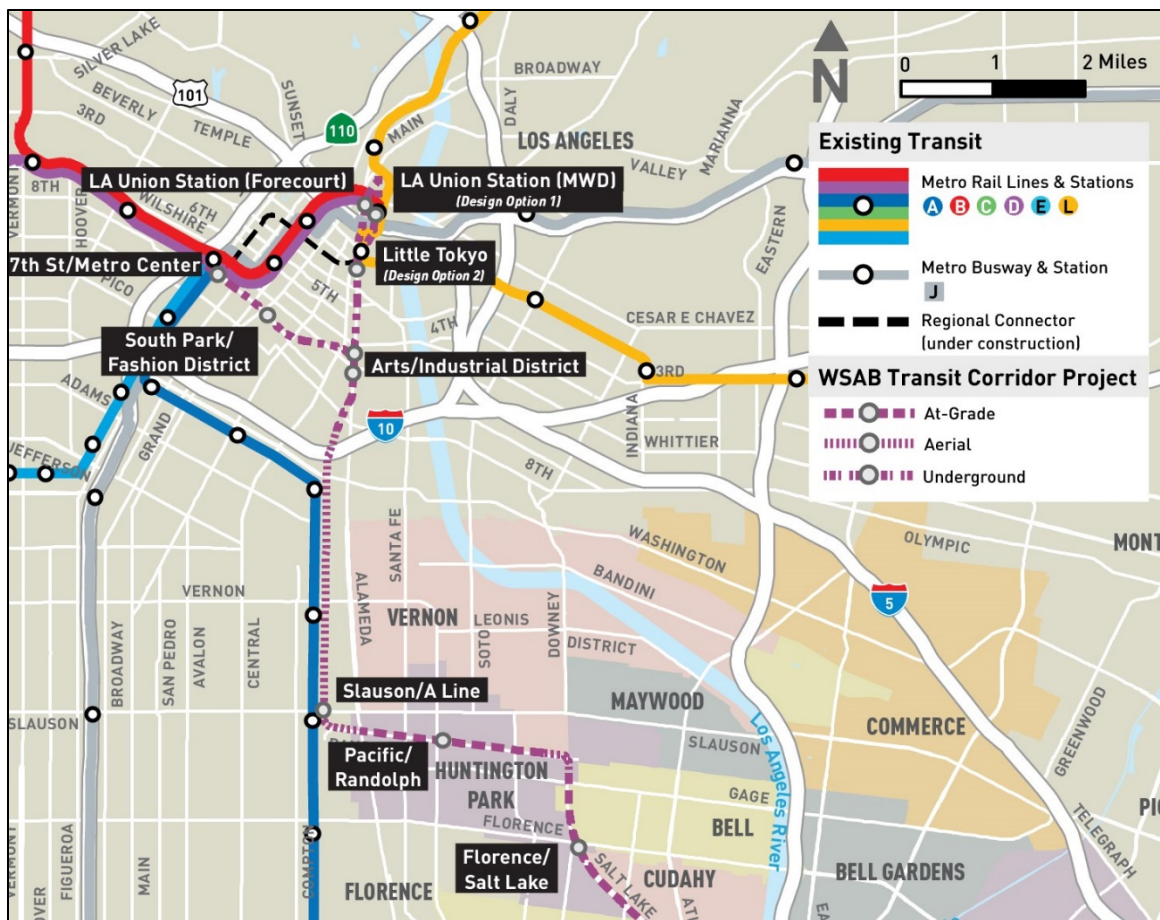 SILVER LAKE
101
BEVERLY
3RD
TEMPLE
SUNSET
110
MAIN
BROADWAY
DALY
LOS ANGELES
MARIANNA
VALLEY
N
0 1 2 Miles
Existing Transit
Metro Rail Lines & Stations
A B C D E L
Metro Busway & Station
J
Regional Connector
(under construction)
WSAB Transit Corridor Project
At-Grade
Aerial
Underground
VERMONT
8TH
HOOVER
WILSHIRE
6TH
LA Union Station (Forecourt)
LA Union Station (MWD)
(Design Option 1)
7th St/Metro Center
PICO
5TH
Little Tokyo
(Design Option 2)
4TH
EASTERN
CESAR E CHAVEZ
South Park/
Fashion District
Arts/Industrial District
3RD
ADAMS
GRAND
JEFFERSON
10
INDIANA
WHITTIER
8TH
OLYMPIC
MONT
WASHINGTON
BANDINI
5
SANTA FE
ALAMEDA
VERNON
VERNON
SOTO
LEONIS
DOWNEY
DISTRICT
BROADWAY
SAN PEDRO
AVALON
CENTRAL
Slauson/A Line
MAYWOOD
COMMERCE
GREENWOOD
SLAUSON
SLAUSON
Los Angeles River
Pacific/
Randolph
HUNTINGTON
PARK
GAGE
BELL
FLORENCE
TELEGRAPH
PI
VERMONT
OVER
FIGUEROA
MAIN
COMPTON
FLORENCE
Florence/
Salt Lake
SALT LAKE
CUDAHY
BELL GARDENS